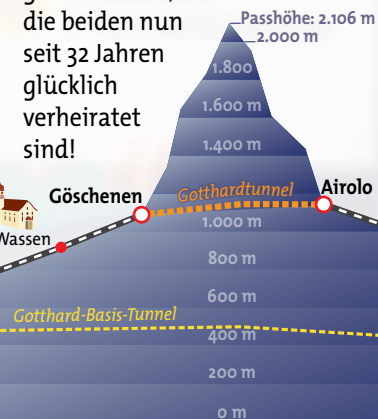 die beiden nun
seit 32 Jahren
glücklich
verheiratet
sind!
Passhöhe: 2.106 m
2.000 m
1.800
1.600 m
1.400 m
Göschenen
Gotthardtunnel
Airolo
Wassen
1.000 m
800 m
600 m
Gotthard-Basis-Tunnel
400 m
200 m
0 m